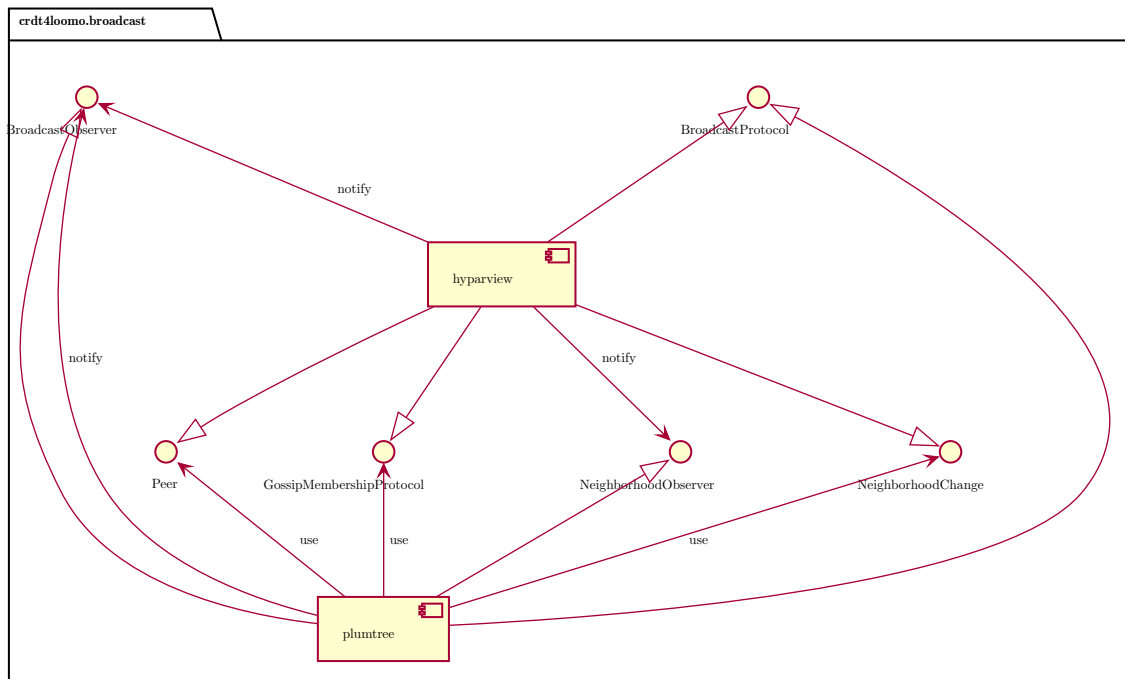 crdt4loomo.broadcast
BroadcastObserver
BroadcastProtocol
notify
hyparview
notify
notify
Peer
GossipMembershipProtocol
NeighborhoodObserver
NeighborhoodChange
use
use
use
plumtree